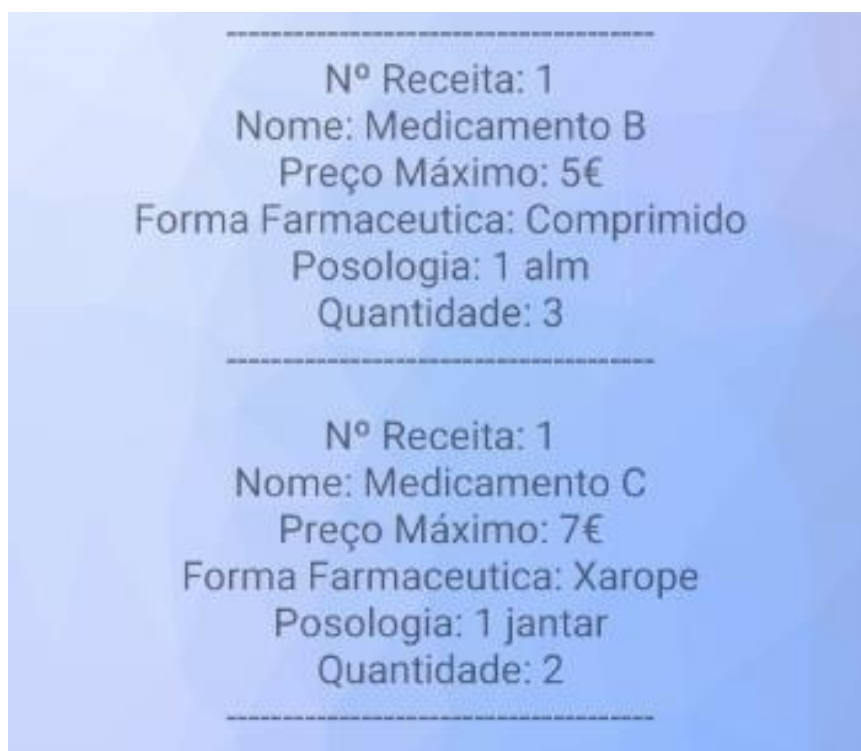 --------------------------------------
Nº Receita: 1
Nome: Medicamento B
Preço Máximo: 5€
Forma Farmaceutica: Comprimido
Posologia: 1 alm
Quantidade: 3
--------------------------------------
Nº Receita: 1
Nome: Medicamento C
Preço Máximo: 7€
Forma Farmaceutica: Xarope
Posologia: 1 jantar
Quantidade: 2
--------------------------------------